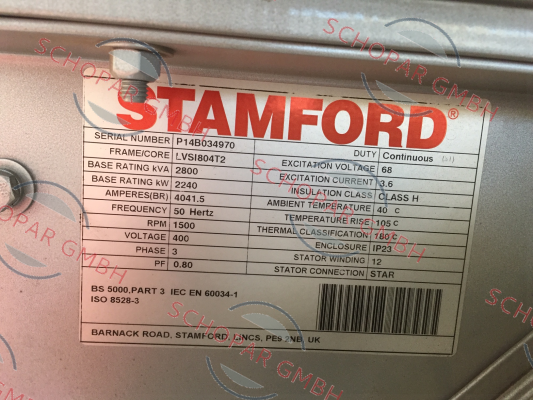 STAMFORD®
SERIAL NUMBER P14B034970
FRAME/CORE LVSI804T2
BASE RATING kVA 2800
BASE RATING kW 2240
AMPERES(BR) 4041.5
FREQUENCY 50 Hertz
RPM 1500
VOLTAGE 400
PHASE 3
PF 0.80
DUTY Continuous
EXCITATION VOLTAGE 68
EXCITATION CURRENT 3.6
INSULATION CLASS CLASS H
AMBIENT TEMPERATURE 40 C
TEMPERATURE RISE 105 C
THERMAL CLASSIFICATION 180 C
ENCLOSURE IP23
STATOR WINDING 12
STATOR CONNECTION STAR
BS 5000,PART 3 IEC EN 60034-1
ISO 8528-3
BARNACK ROAD, STAMFORD, LINCS, PE9 2NB, UK
SCHOPAR GMBH
SCHOPAR GMBH
SCHOPAR GMBH
SCHOPAR GMBH
SCHOPAR GMBH
SCHOPAR GMBH